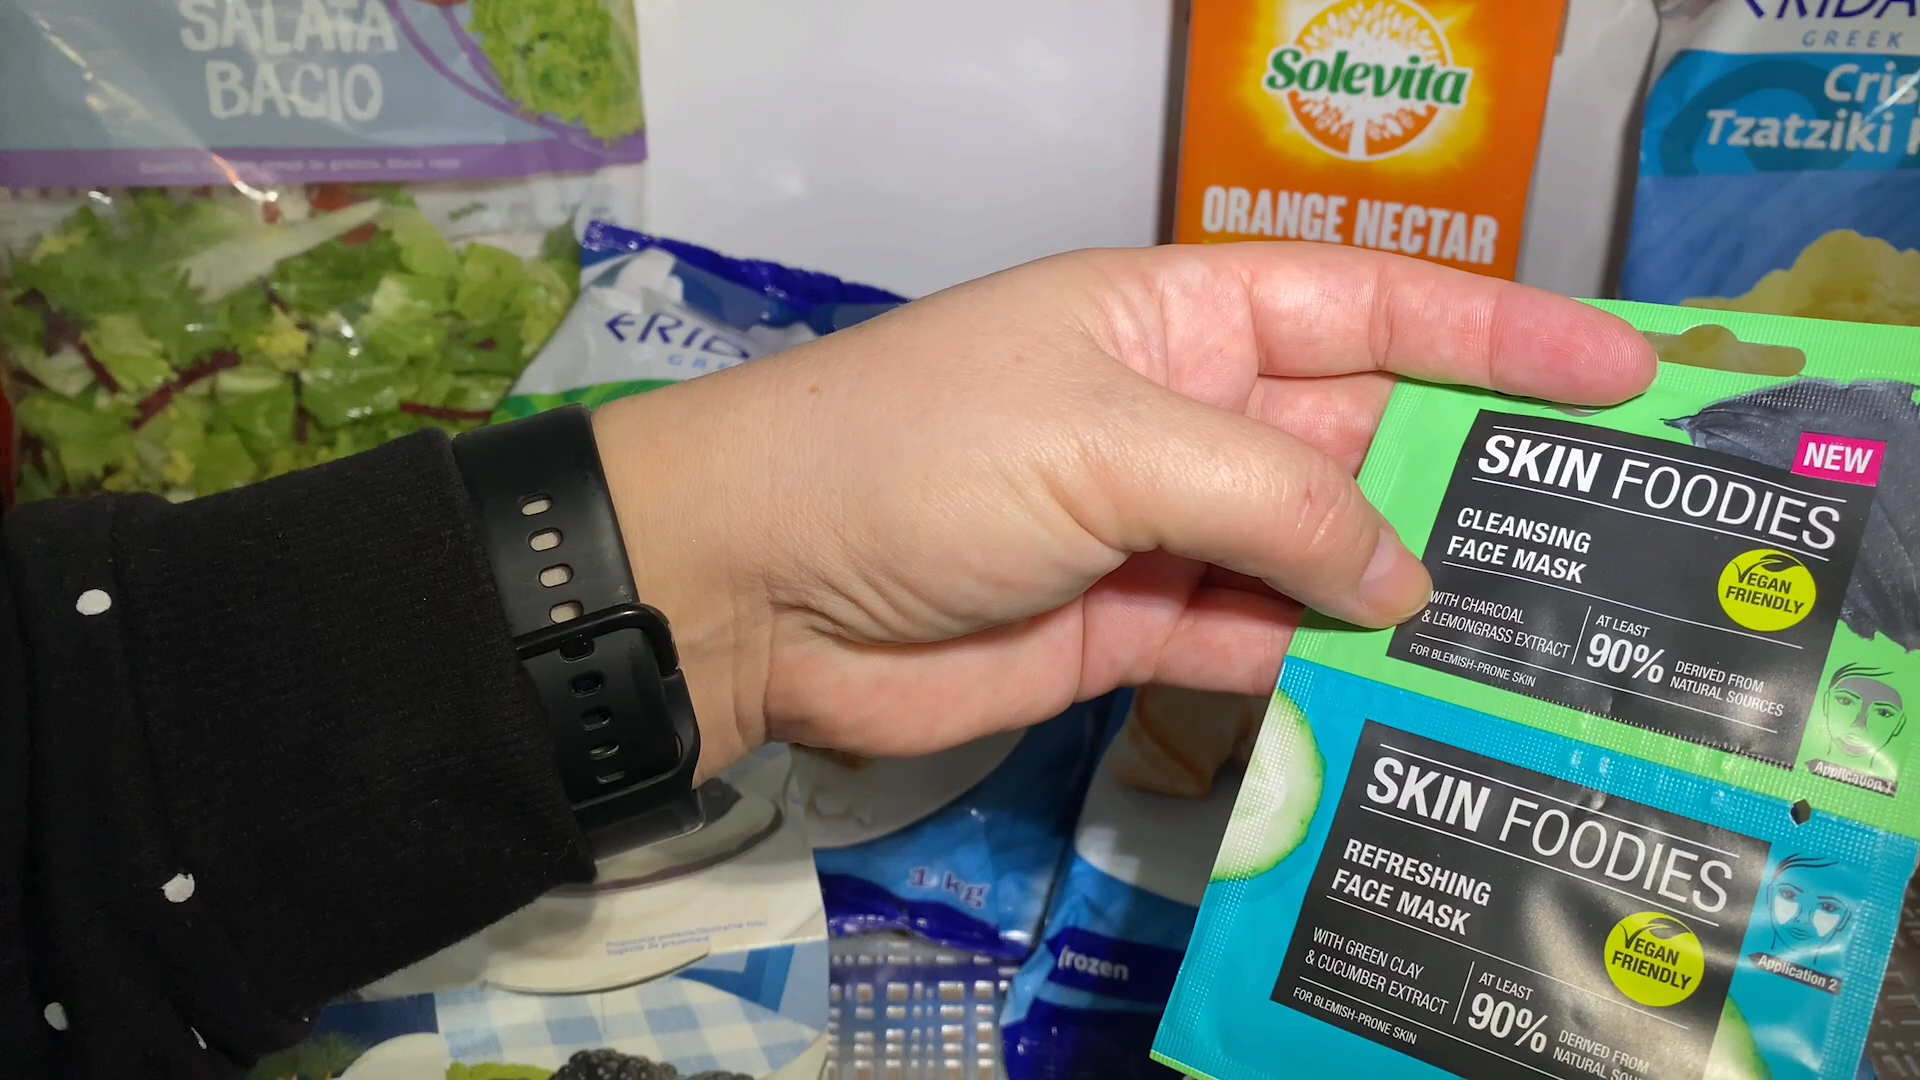 SALATA
BACIO
Solevita
ORANGE NECTAR
GREEK
Tzatziki
GRE
1 kg
frozen
NEW
SKIN FOODIES
CLEANSING
FACE MASK
VEGAN
FRIENDLY
WITH CHARCOAL
& LEMONGRASS EXTRACT
AT LEAST
90%
DERIVED FROM
NATURAL SOURCES
FOR BLEMISH-PRONE SKIN
Application 1
SKIN FOODIES
REFRESHING
FACE MASK
VEGAN
FRIENDLY
WITH GREEN CLAY
& CUCUMBER EXTRACT
AT LEAST
90%
DERIVED FROM
NATURAL SOU
FOR BLEMISH-PRONE SKIN
Application 2